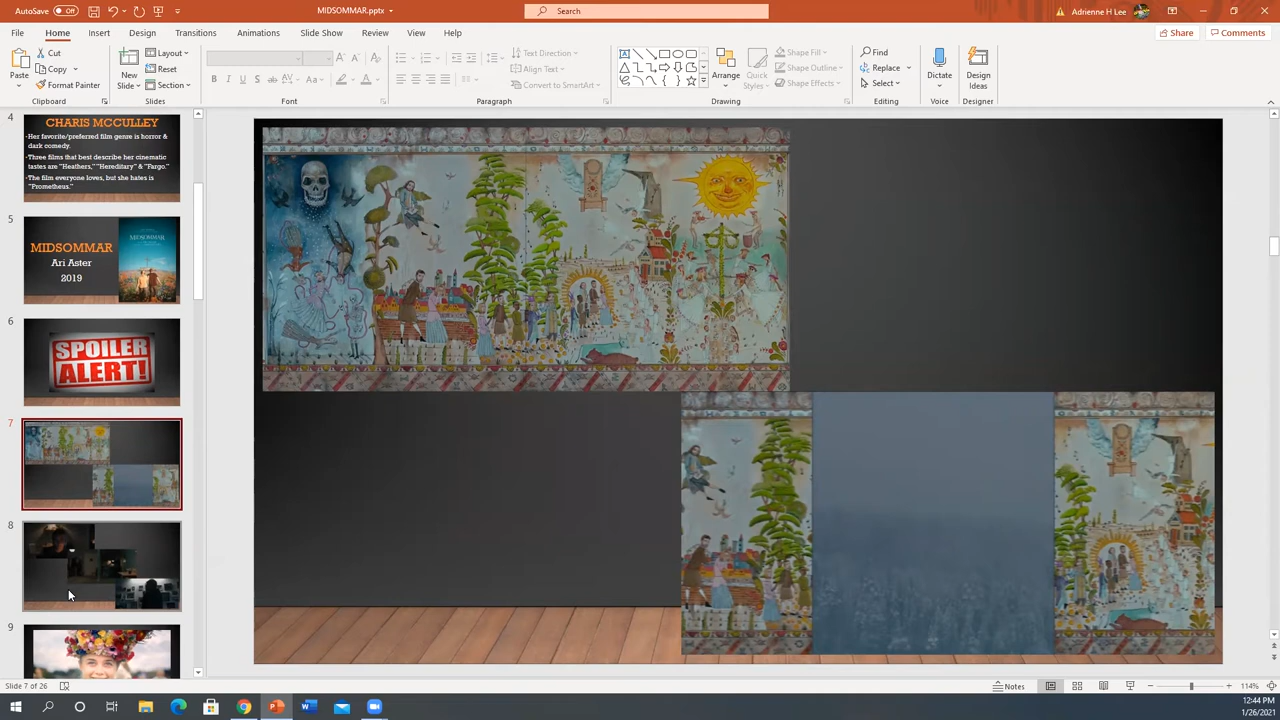 AutoSave Off
MIDSOMMAR.pptx
Search
Adrienne H Lee
File Home Insert Design Transitions Animations Slide Show Review View Help
Share Comments
Paste
Cut
Copy
Format Painter
Clipboard
New Slide
Layout
Reset
Section
Slides
B I U S ab AV Aa A
Font
Text Direction
Align Text
Convert to SmartArt
Paragraph
Arrange
Quick Styles
Shape Fill
Shape Outline
Shape Effects
Drawing
Find
Replace
Select
Editing
Dictate
Voice
Design Ideas
Designer
4
CHARIS MCCULLEY
-Her favorite/preferred film genre is horror &
dark comedy.
-Three films that best describe her cinematic
tastes are "Heathers," "Hereditary" & "Fargo."
-The film everyone loves, but she hates is
"Prometheus."
5
MIDSOMMAR
Ari Aster
2019
MIDSOMMAR
6
SPOILER
ALERT!
7
8
9
Slide 7 of 26
Notes
114%
12:44 PM
1/26/2021